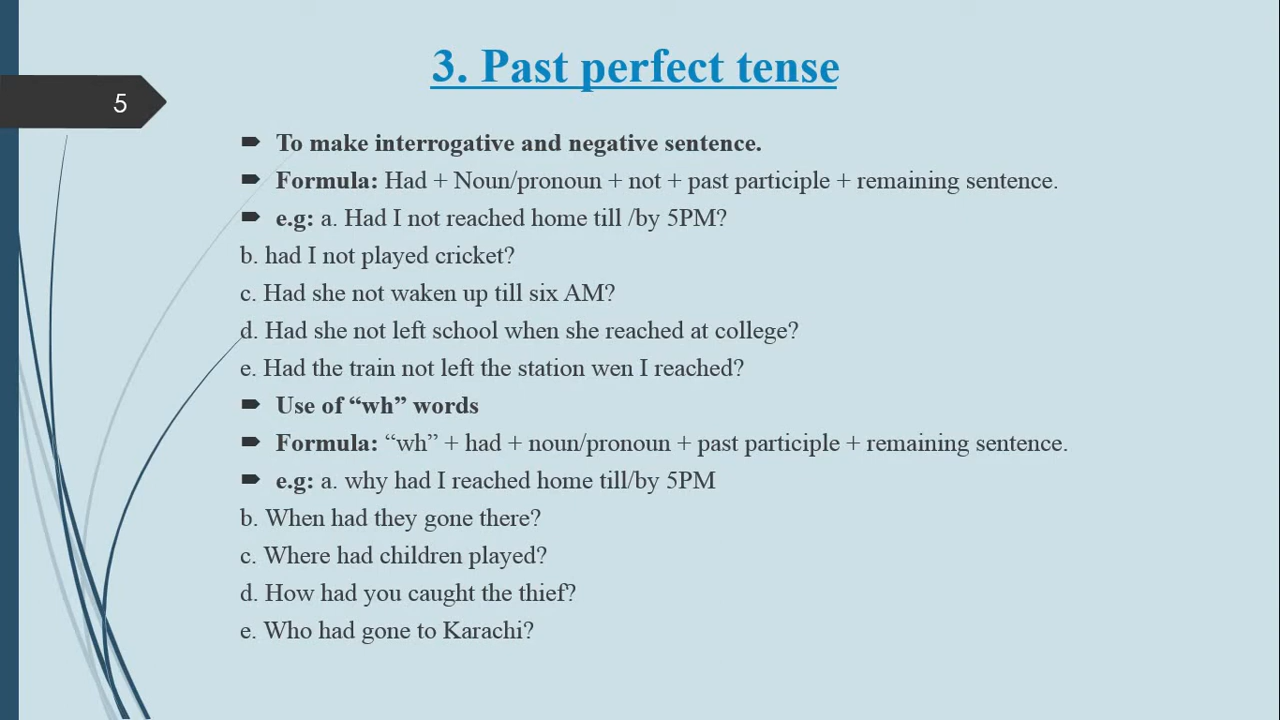 3. Past perfect tense
5
To make interrogative and negative sentence.
Formula: Had + Noun/pronoun + not + past participle + remaining sentence.
e.g: a. Had I not reached home till /by 5PM?
b. had I not played cricket?
c. Had she not waken up till six AM?
d. Had she not left school when she reached at college?
e. Had the train not left the station wen I reached?
Use of “wh” words
Formula: “wh” + had + noun/pronoun + past participle + remaining sentence.
e.g: a. why had I reached home till/by 5PM
b. When had they gone there?
c. Where had children played?
d. How had you caught the thief?
e. Who had gone to Karachi?